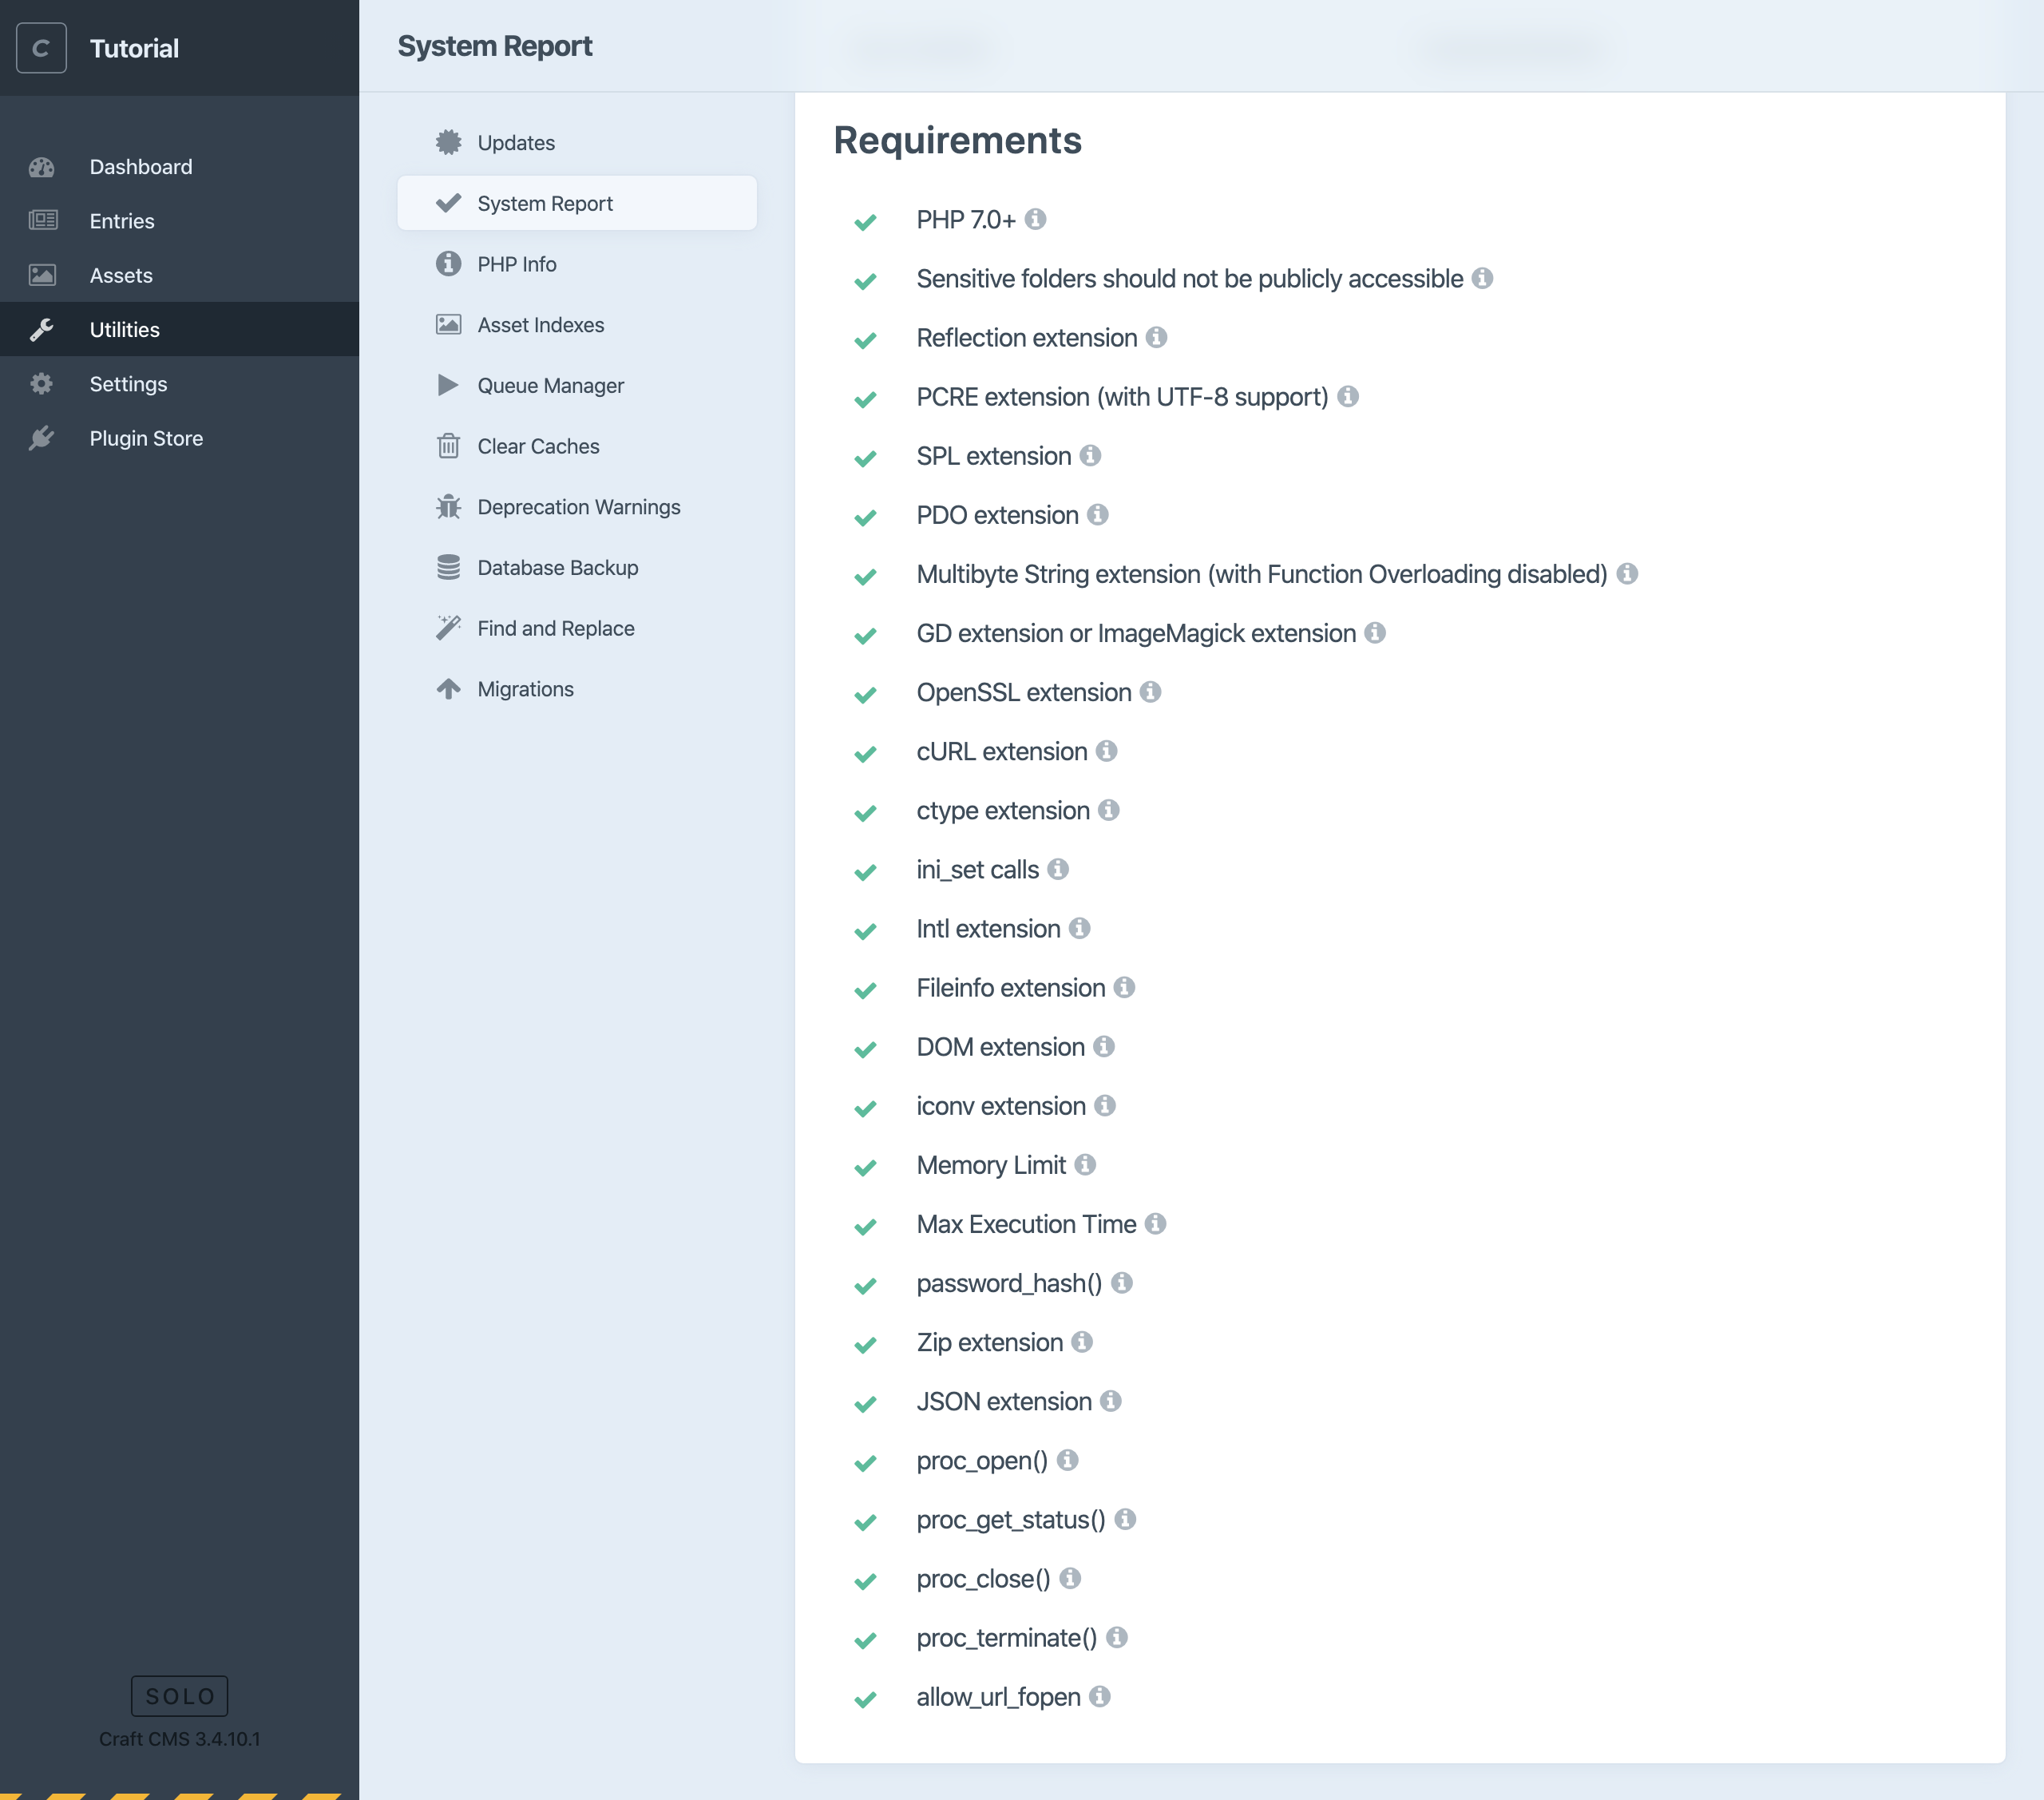 C
Tutorial
Dashboard
Entries
Assets
Utilities
Settings
Plugin Store
SOLO
Craft CMS 3.4.10.1
System Report
Updates
System Report
PHP Info
Asset Indexes
Queue Manager
Clear Caches
Deprecation Warnings
Database Backup
Find and Replace
Migrations
Requirements
PHP 7.0+
Sensitive folders should not be publicly accessible
Reflection extension
PCRE extension (with UTF-8 support)
SPL extension
PDO extension
Multibyte String extension (with Function Overloading disabled)
GD extension or ImageMagick extension
OpenSSL extension
cURL extension
ctype extension
ini_set calls
Intl extension
Fileinfo extension
DOM extension
iconv extension
Memory Limit
Max Execution Time
password_hash()
Zip extension
JSON extension
proc_open()
proc_get_status()
proc_close()
proc_terminate()
allow_url_fopen